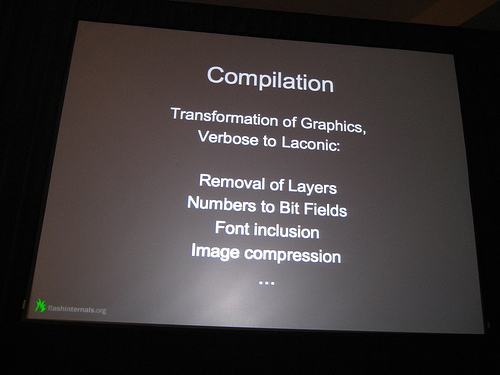 Compilation
Transformation of Graphics,
Verbose to Laconic:
Removal of Layers
Numbers to Bit Fields
Font inclusion
Image compression
...
flashinternals.org